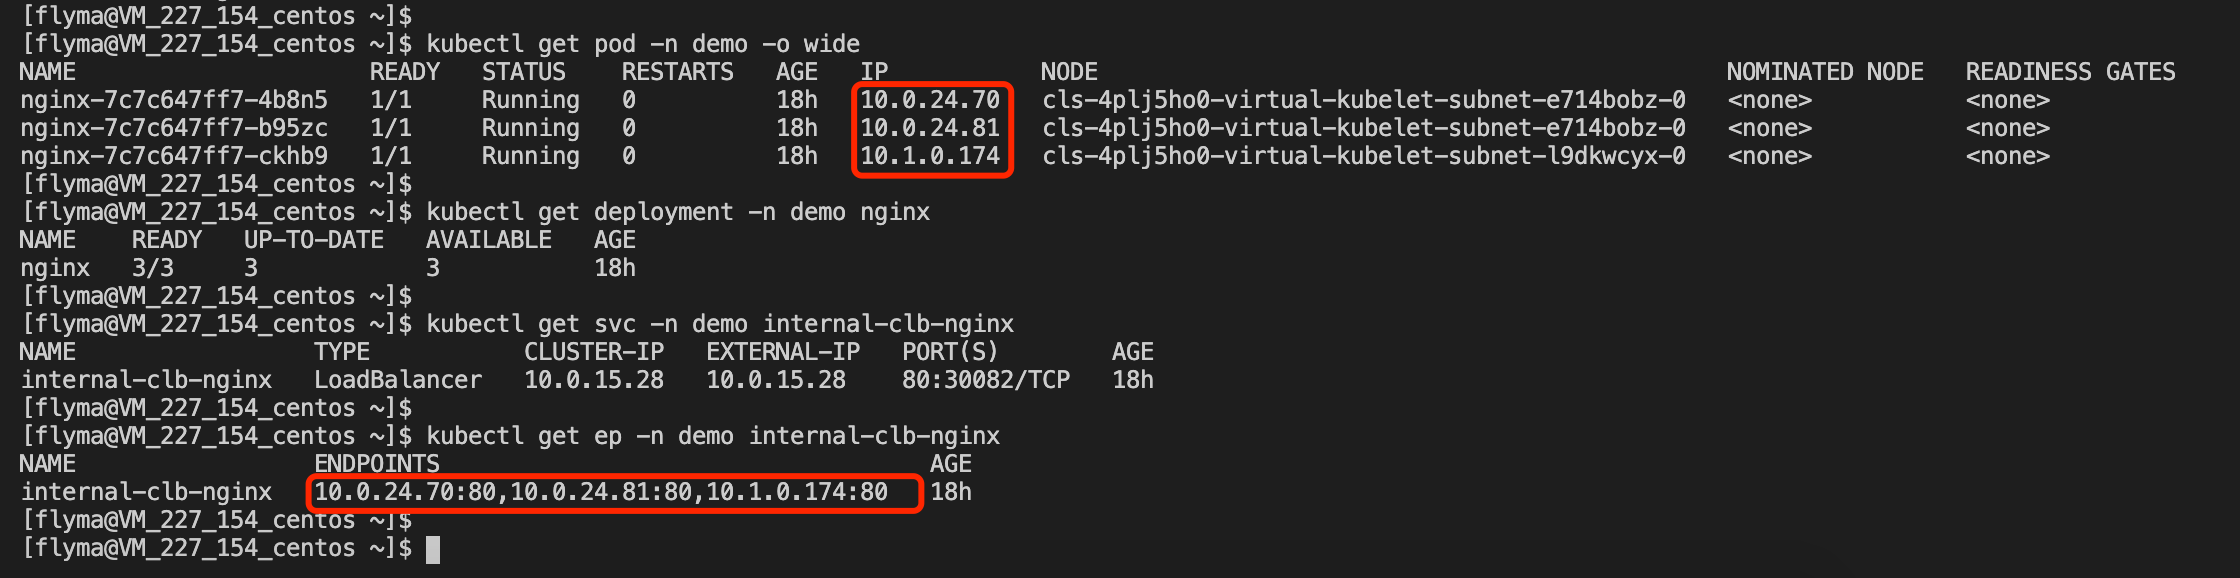 [flyma@VM_227_154_centos ~]$
[flyma@VM_227_154_centos ~]$ kubectl get pod -n demo -o wide
NAME READY STATUS RESTARTS AGE IP NODE NOMINATED NODE READINESS GATES
nginx-7c7c647ff7-4b8n5 1/1 Running 0 18h 10.0.24.70 cls-4plj5ho0-virtual-kubelet-subnet-e714bobz-0 <none> <none>
nginx-7c7c647ff7-b95zc 1/1 Running 0 18h 10.0.24.81 cls-4plj5ho0-virtual-kubelet-subnet-e714bobz-0 <none> <none>
nginx-7c7c647ff7-ckhb9 1/1 Running 0 18h 10.1.0.174 cls-4plj5ho0-virtual-kubelet-subnet-l9dkwcyx-0 <none> <none>
[flyma@VM_227_154_centos ~]$
[flyma@VM_227_154_centos ~]$ kubectl get deployment -n demo nginx
NAME READY UP-TO-DATE AVAILABLE AGE
nginx 3/3 3 3 18h
[flyma@VM_227_154_centos ~]$
[flyma@VM_227_154_centos ~]$ kubectl get svc -n demo internal-clb-nginx
NAME TYPE CLUSTER-IP EXTERNAL-IP PORT(S) AGE
internal-clb-nginx LoadBalancer 10.0.15.28 10.0.15.28 80:30082/TCP 18h
[flyma@VM_227_154_centos ~]$
[flyma@VM_227_154_centos ~]$ kubectl get ep -n demo internal-clb-nginx
NAME ENDPOINTS AGE
internal-clb-nginx 10.0.24.70:80,10.0.24.81:80,10.1.0.174:80 18h
[flyma@VM_227_154_centos ~]$
[flyma@VM_227_154_centos ~]$